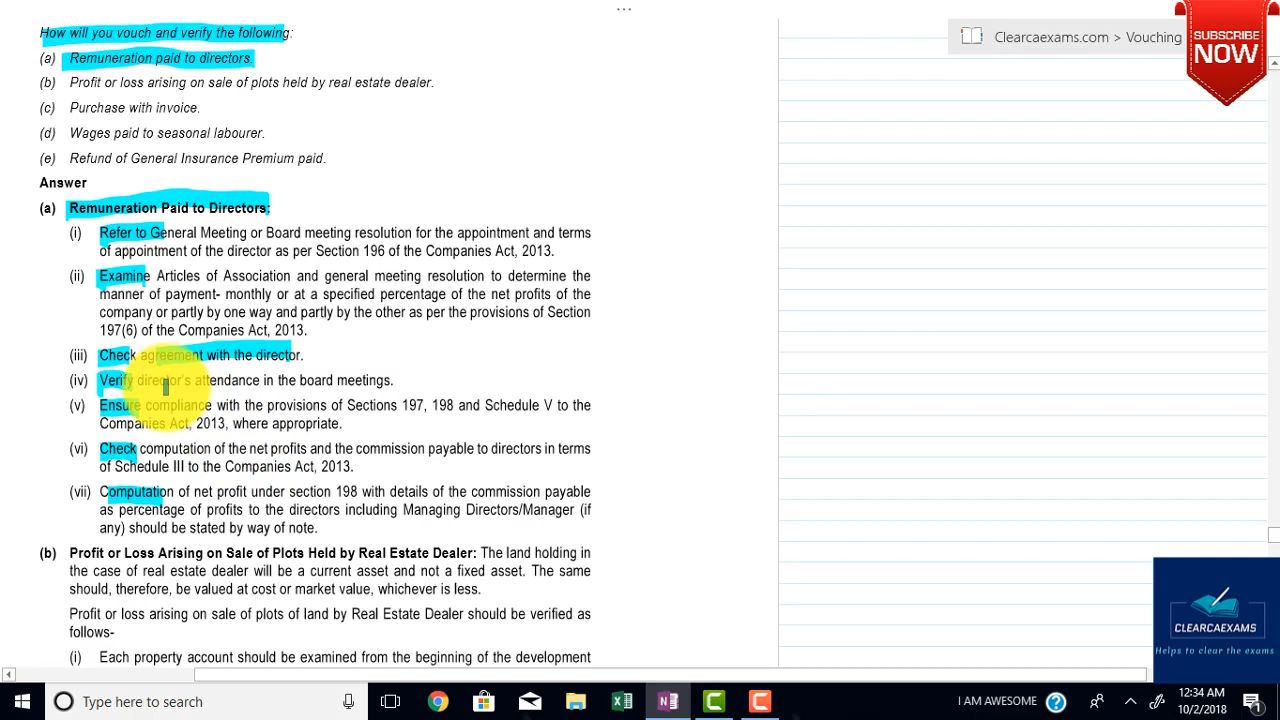 ...
How will you vouch and verify the following:
SUBSCRIBE
NOW
Clearcaexams.com > Vouching
(a) Remuneration paid to directors.
(b) Profit or loss arising on sale of plots held by real estate dealer.
(c) Purchase with invoice.
(d) Wages paid to seasonal labourer.
(e) Refund of General Insurance Premium paid.
Answer
(a) Remuneration Paid to Directors:
(i) Refer to General Meeting or Board meeting resolution for the appointment and terms
of appointment of the director as per Section 196 of the Companies Act, 2013.
(ii) Examine Articles of Association and general meeting resolution to determine the
manner of payment- monthly or at a specified percentage of the net profits of the
company or partly by one way and partly by the other as per the provisions of Section
197(6) of the Companies Act, 2013.
(iii) Check agreement with the director.
(iv) Verify director's attendance in the board meetings.
(v) Ensure compliance with the provisions of Sections 197, 198 and Schedule V to the
Companies Act, 2013, where appropriate.
(vi) Check computation of the net profits and the commission payable to directors in terms
of Schedule III to the Companies Act, 2013.
(vii) Computation of net profit under section 198 with details of the commission payable
as percentage of profits to the directors including Managing Directors/Manager (if
any) should be stated by way of note.
(b) Profit or Loss Arising on Sale of Plots Held by Real Estate Dealer: The land holding in
the case of real estate dealer will be a current asset and not a fixed asset. The same
should, therefore, be valued at cost or market value, whichever is less.
Profit or loss arising on sale of plots of land by Real Estate Dealer should be verified as
follows-
(i) Each property account should be examined from the beginning of the development
CLEARCAEXAMS
Helps to clear the exams
Type here to search
I AM AWESOME
12:34 AM
10/2/2018
1